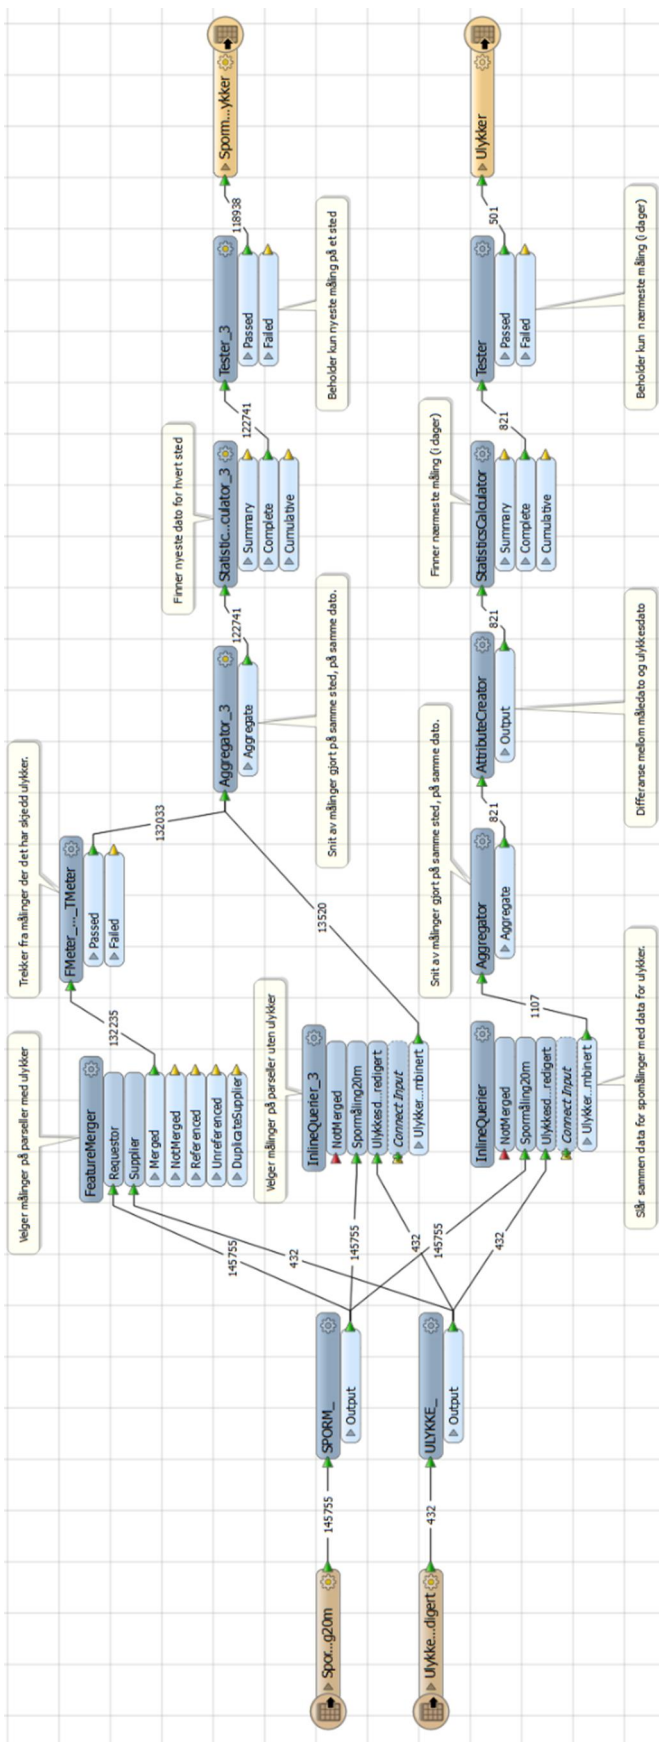 Spor...g20m
145755
SPORM_
Output
Ulykke...digert
432
ULYKKE_
Output
145755
432
145755
432
145755
432
Velger målinger på parseller med ulykker
FeatureMerger
Requestor
Supplier
Merged
NotMerged
Referenced
Unreferenced
DuplicateSupplier
132235
Trekker fra målinger der det har skjedd ulykker.
FMeter_..._TMeter
Passed
Failed
132033
Velger målinger på parseller uten ulykker
InlineQuerier_3
NotMerged
Spormåling20m
Ulykkesd...redigert
Connect Input
Ulykker...mbinert
13520
Aggregator_3
Aggregate
Snit av målinger gjort på samme sted, på samme dato.
122741
Finner nyeste dato for hvert sted
Statistic...culator_3
Summary
Complete
Cumulative
122741
Tester_3
Passed
Failed
Beholder kun nyeste måling på et sted
118938
Sporm...ykker
InlineQuerier
NotMerged
Spormåling20m
Ulykkesd...redigert
Connect Input
Ulykker...mbinert
Slår sammen data for spomålinger med data for ulykker.
1107
Snit av målinger gjort på samme sted, på samme dato.
Aggregator
Aggregate
821
AttributeCreator
Output
Differanse mellom måledato og ulykkesdato
821
Finner nærmeste måling (i dager)
StatisticsCalculator
Summary
Complete
Cumulative
821
Tester
Passed
Failed
Beholder kun nærmeste måling (i dager)
501
Ulykker